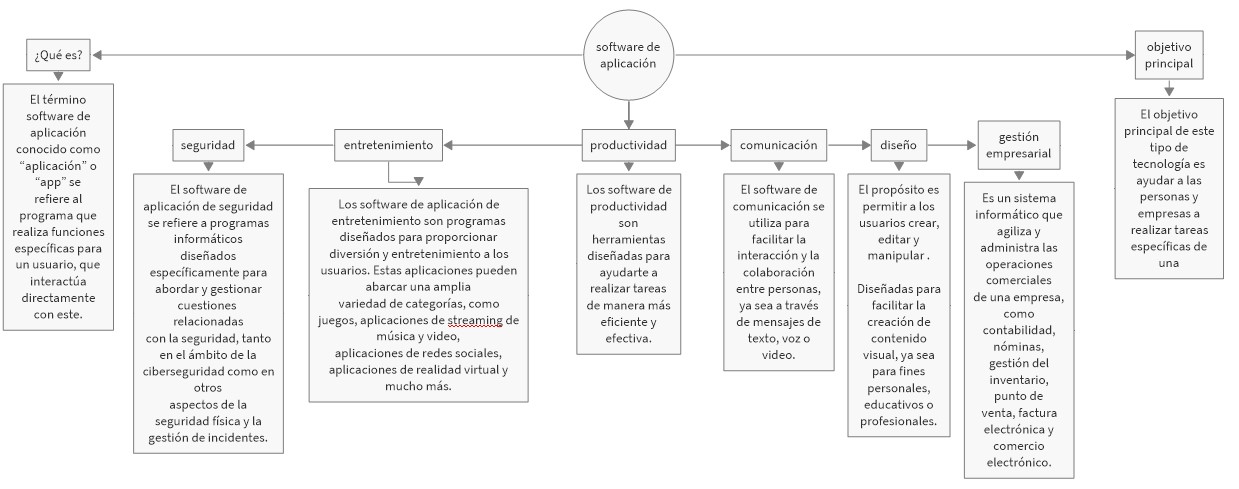 software de
aplicación
¿Qué es?
El término
software de
aplicación
conocido como
“aplicación” o
“app” se
refiere al
programa que
realiza funciones
específicas para
un usuario, que
interactúa
directamente
con este.
seguridad
El software de
aplicación de seguridad
se refiere a programas
informáticos
diseñados
específicamente para
abordar y gestionar
cuestiones
relacionadas
con la seguridad, tanto
en el ámbito de la
ciberseguridad como en
otros
aspectos de la
seguridad física y la
gestión de incidentes.
entretenimiento
Los software de aplicación de
entretenimiento son programas
diseñados para proporcionar
diversión y entretenimiento a los
usuarios. Estas aplicaciones pueden
abarcar una amplia
variedad de categorías, como
juegos, aplicaciones de streaming de
música y video,
aplicaciones de redes sociales,
aplicaciones de realidad virtual y
mucho más.
productividad
Los software de
productividad
son
herramientas
diseñadas para
ayudarte a
realizar tareas
de manera más
eficiente y
efectiva.
comunicación
El software de
comunicación se
utiliza para
facilitar la
interacción y la
colaboración
entre personas,
ya sea a través
de mensajes de
texto, voz o
video.
diseño
El propósito es
permitir a los
usuarios crear,
editar y
manipular .
Diseñadas para
facilitar la
creación de
contenido
visual, ya sea
para fines
personales,
educativos o
profesionales.
gestión
empresarial
Es un sistema
informático que
agiliza y
administra las
operaciones
comerciales
de una empresa,
como
contabilidad,
nóminas,
gestión del
inventario,
punto de
venta, factura
electrónica y
comercio
electrónico.
objetivo
principal
El objetivo
principal de este
tipo de
tecnología es
ayudar a las
personas y
empresas a
realizar tareas
específicas de
una